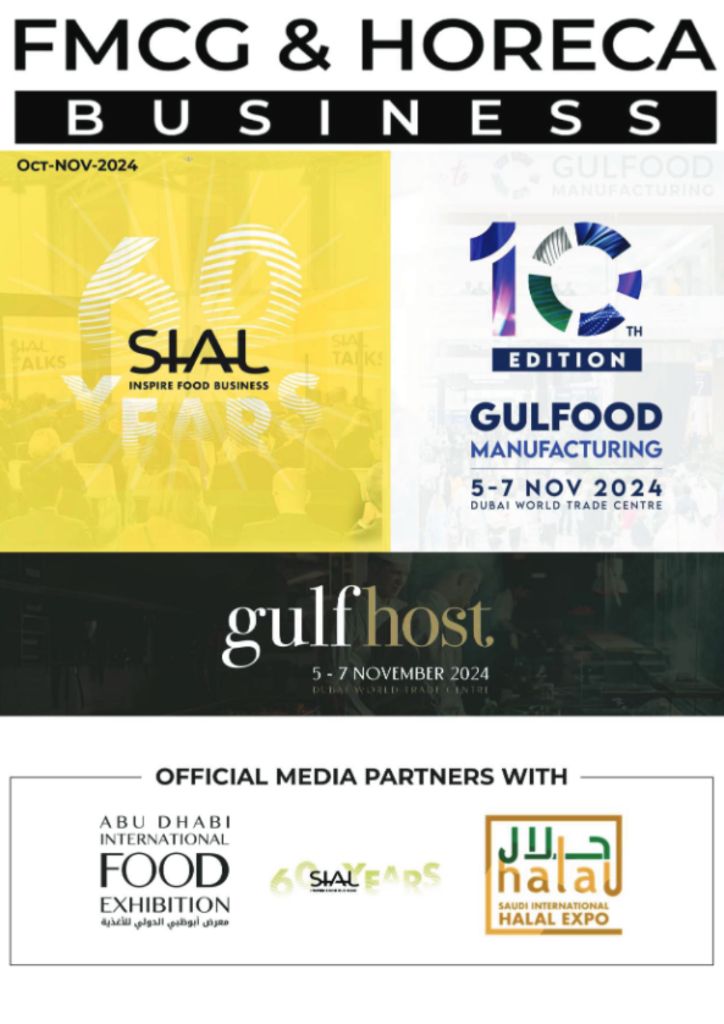 FMCG & HORECA
BUSINESS
OCT-NOV-2024
60
SIAL
INSPIRE FOOD BUSINESS
YEARS
SIAL
TALKS
SIAL
TALKS
GULFOOD
MANUFACTURING
10TH
EDITION
GULFOOD
MANUFACTURING
5-7 NOV 2024
DUBAI WORLD TRADE CENTRE
gulfhost
5 - 7 NOVEMBER 2024
DUBAI WORLD TRADE CENTRE
OFFICIAL MEDIA PARTNERS WITH
ABU DHABI
INTERNATIONAL
FOOD
EXHIBITION
معرض أبوظبي الدولي للأغذية
60 YEARS
SIAL
حلال
halal
SAUDI INTERNATIONAL
HALAL EXPO